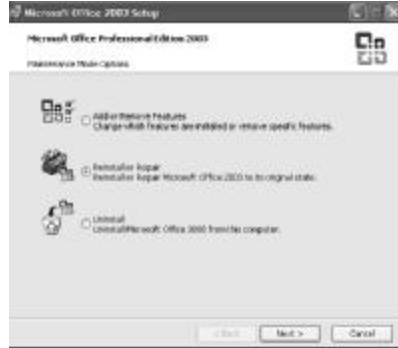 Microsoft Office 2003 Setup
Microsoft Office Professional Edition 2003
Maintenance Mode Options
Add or Remove Features
Change which features are installed or remove specific features.
Reinstall or Repair
Reinstall or Repair Microsoft Office 2003 to its original state.
Uninstall
Uninstall Microsoft Office 2003 from this computer.
< Back
Next >
Cancel